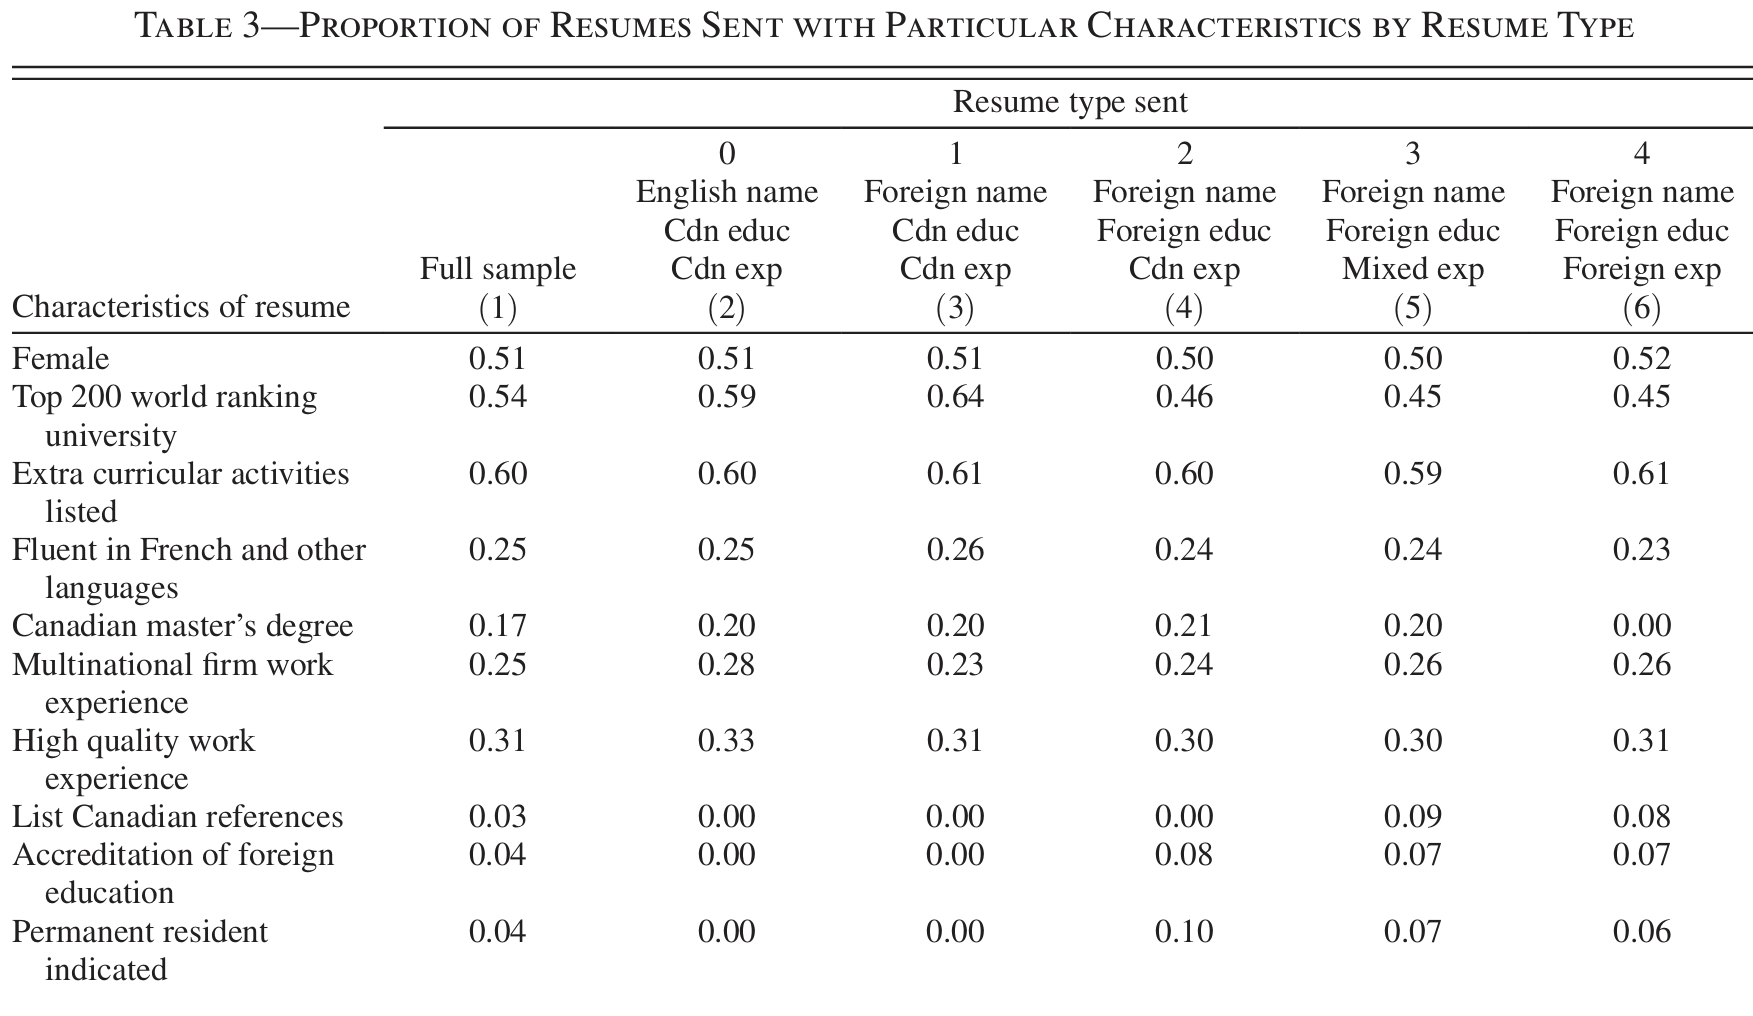 TABLE 3—PROPORTION OF RESUMES SENT WITH PARTICULAR CHARACTERISTICS BY RESUME TYPE
Resume type sent
0 1 2 3 4
English name Foreign name Foreign name Foreign name Foreign name
Cdn educ Cdn educ Foreign educ Foreign educ Foreign educ
Full sample Cdn exp Cdn exp Cdn exp Mixed exp Foreign exp
Characteristics of resume (1) (2) (3) (4) (5) (6)
Female 0.51 0.51 0.51 0.50 0.50 0.52
Top 200 world ranking 0.54 0.59 0.64 0.46 0.45 0.45
university
Extra curricular activities 0.60 0.60 0.61 0.60 0.59 0.61
listed
Fluent in French and other 0.25 0.25 0.26 0.24 0.24 0.23
languages
Canadian master’s degree 0.17 0.20 0.20 0.21 0.20 0.00
Multinational firm work 0.25 0.28 0.23 0.24 0.26 0.26
experience
High quality work 0.31 0.33 0.31 0.30 0.30 0.31
experience
List Canadian references 0.03 0.00 0.00 0.00 0.09 0.08
Accreditation of foreign 0.04 0.00 0.00 0.08 0.07 0.07
education
Permanent resident 0.04 0.00 0.00 0.10 0.07 0.06
indicated